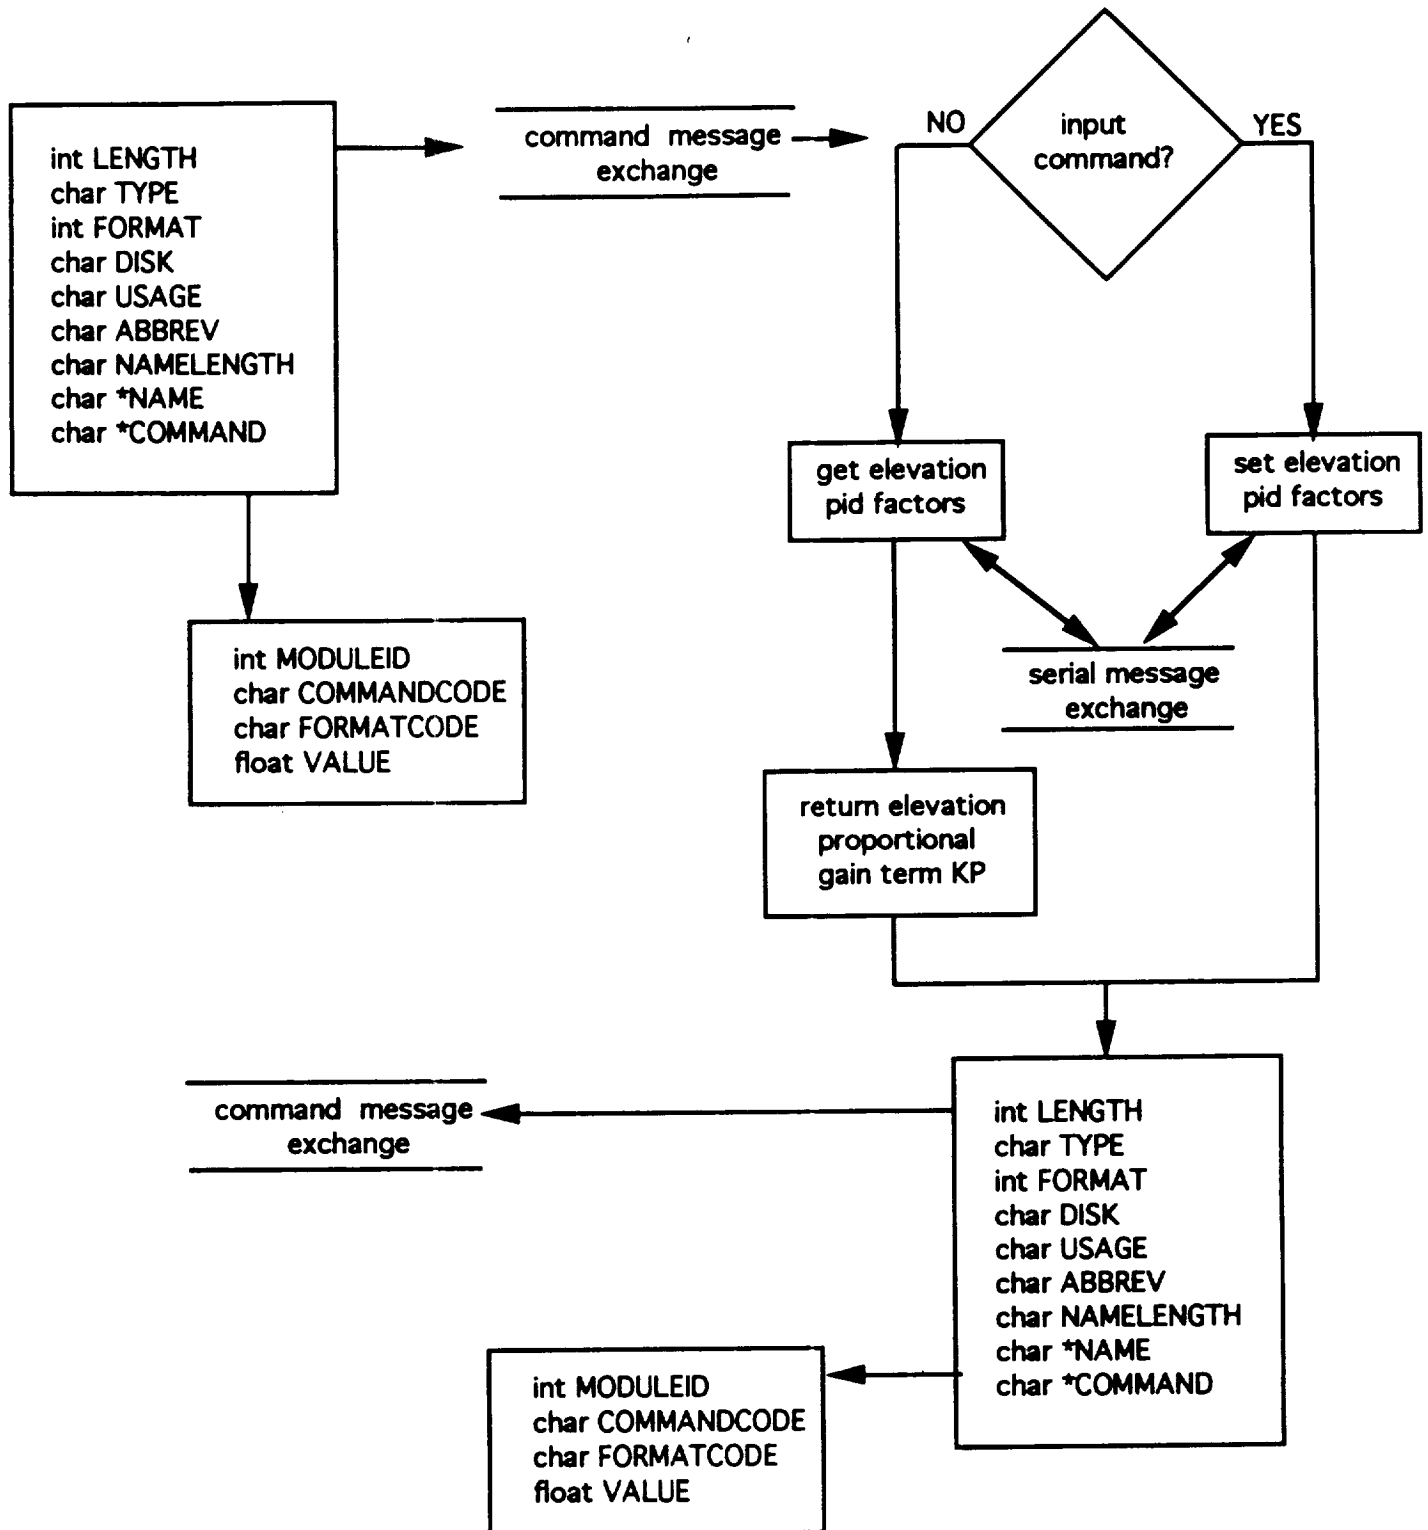 int LENGTH
char TYPE
int FORMAT
char DISK
char USAGE
char ABBREV
char NAMELENGTH
char *NAME
char *COMMAND
command message
exchange
NO
input
command?
YES
get elevation
pid factors
set elevation
pid factors
int MODULEID
char COMMANDCODE
char FORMATCODE
float VALUE
serial message
exchange
return elevation
proportional
gain term KP
command message
exchange
int LENGTH
char TYPE
int FORMAT
char DISK
char USAGE
char ABBREV
char NAMELENGTH
char *NAME
char *COMMAND
int MODULEID
char COMMANDCODE
char FORMATCODE
float VALUE